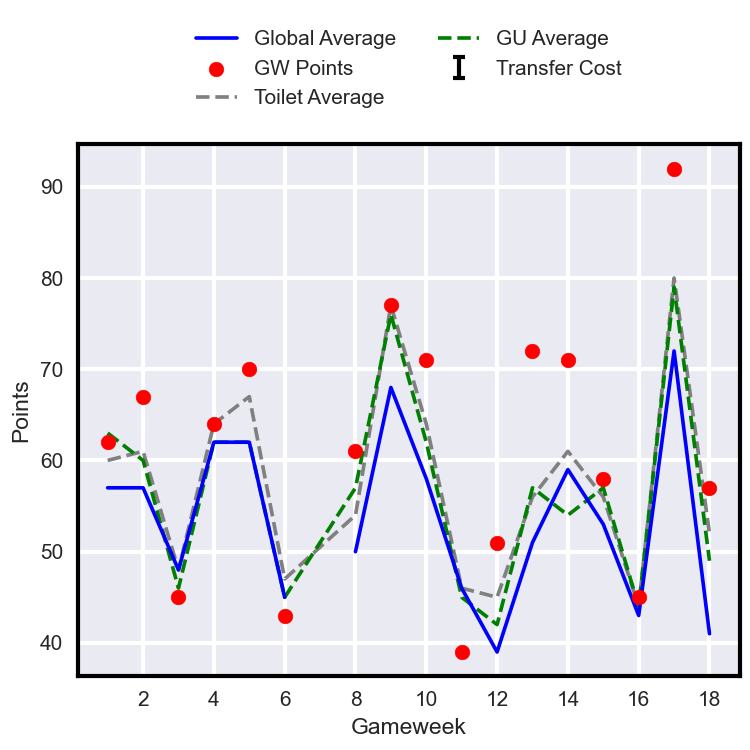 Global Average
GU Average
GW Points
Transfer Cost
Toilet Average
90
80
70
60
50
40
Points
2 4 6 8 10 12 14 16 18
Gameweek